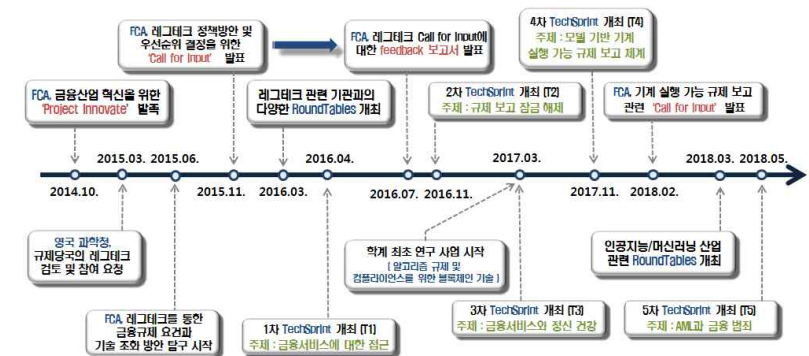 FCA, 레그테크 정책방안 및
우선순위 결정을 위한
'Call for Input' 발표
FCA, 레그테크 Call for Input에
대한 feedback 보고서 발표
4차 TechSprint 개최 (T4)
주제 : 모델 기반 기계
실행 가능 규제 보고 체계
FCA, 금융산업 혁신을 위한
'Project Innovate' 발족
레그테크 관련 기관과의
다양한 RoundTables 개최
2차 TechSprint 개최 (T2)
주제 : 규제 보고 잠금 해제
FCA, 기계 실행 가능 규제 보고
관련 'Call for Input' 발표
2015.03. 2015.06. 2016.04. 2017.03. 2018.03. 2018.05.
2014.10. 2015.11. 2016.03. 2016.07. 2016.11. 2017.11. 2018.02.
영국 과학청,
규제당국의 레그테크
검토 및 참여 요청
학계 최초 연구 사업 시작
( 알고리즘 규제 및
컴플라이언스를 위한 블록체인 기술 )
인공지능/머신러닝 산업
관련 RoundTables 개최
FCA, 레그테크를 통한
금융규제 요건과
기술 조화 방안 탐구 시작
1차 TechSprint 개최 (T1)
주제 : 금융서비스에 대한 접근
3차 TechSprint 개최 (T3)
주제 : 금융서비스와 정신 건강
5차 TechSprint 개최 (T5)
주제 : AML과 금융 범죄